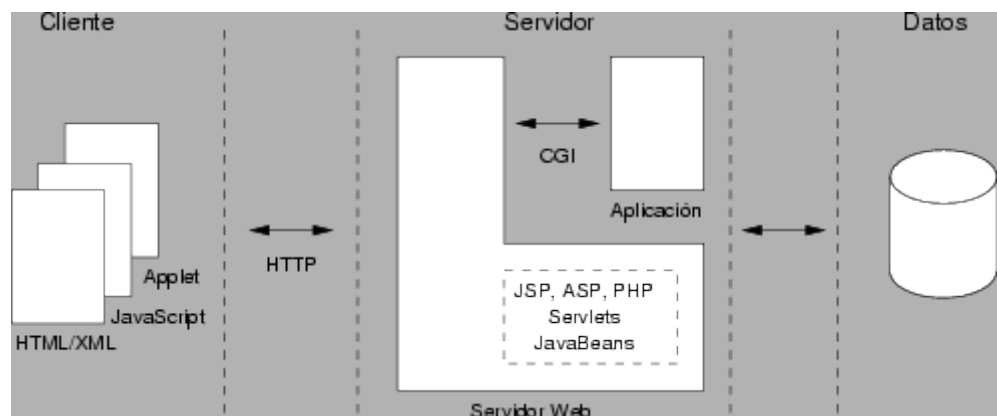 Cliente
Servidor
Datos
CGI
Aplicación
HTTP
Applet
JavaScript
HTML/XML
JSP, ASP, PHP
Servlets
JavaBeans
Servidor Web